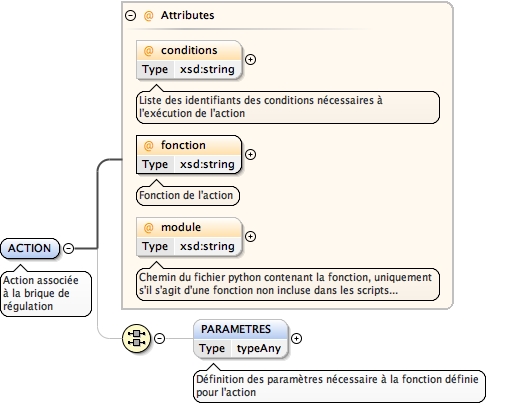 Attributes
@ conditions
Type xsd:string
Liste des identifiants des conditions nécessaires à
l'exécution de l'action
@ fonction
Type xsd:string
Fonction de l'action
@ module
Type xsd:string
Chemin du fichier python contenant la fonction, uniquement
s'il s'agit d'une fonction non incluse dans les scripts...
ACTION
Action associée
à la brique de
régulation
PARAMETRES
Type typeAny
Définition des paramètres nécessaire à la fonction définie
pour l'action